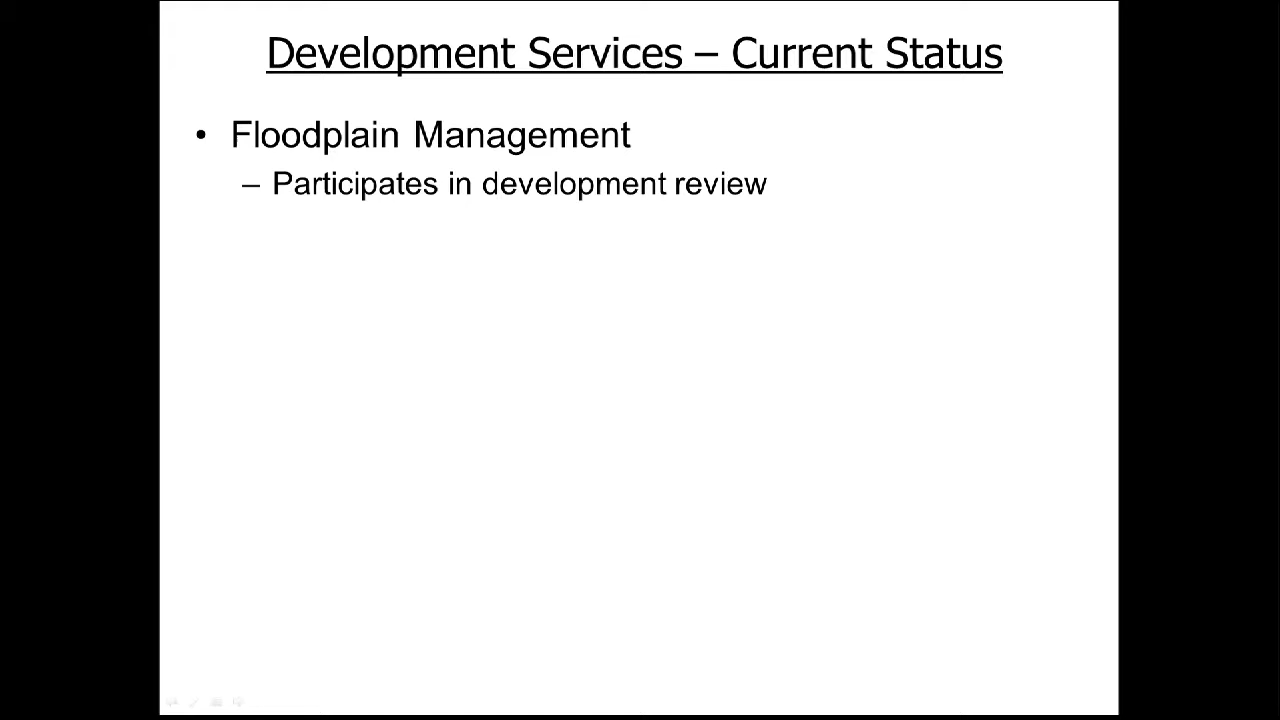 Development Services – Current Status
• Floodplain Management
– Participates in development review